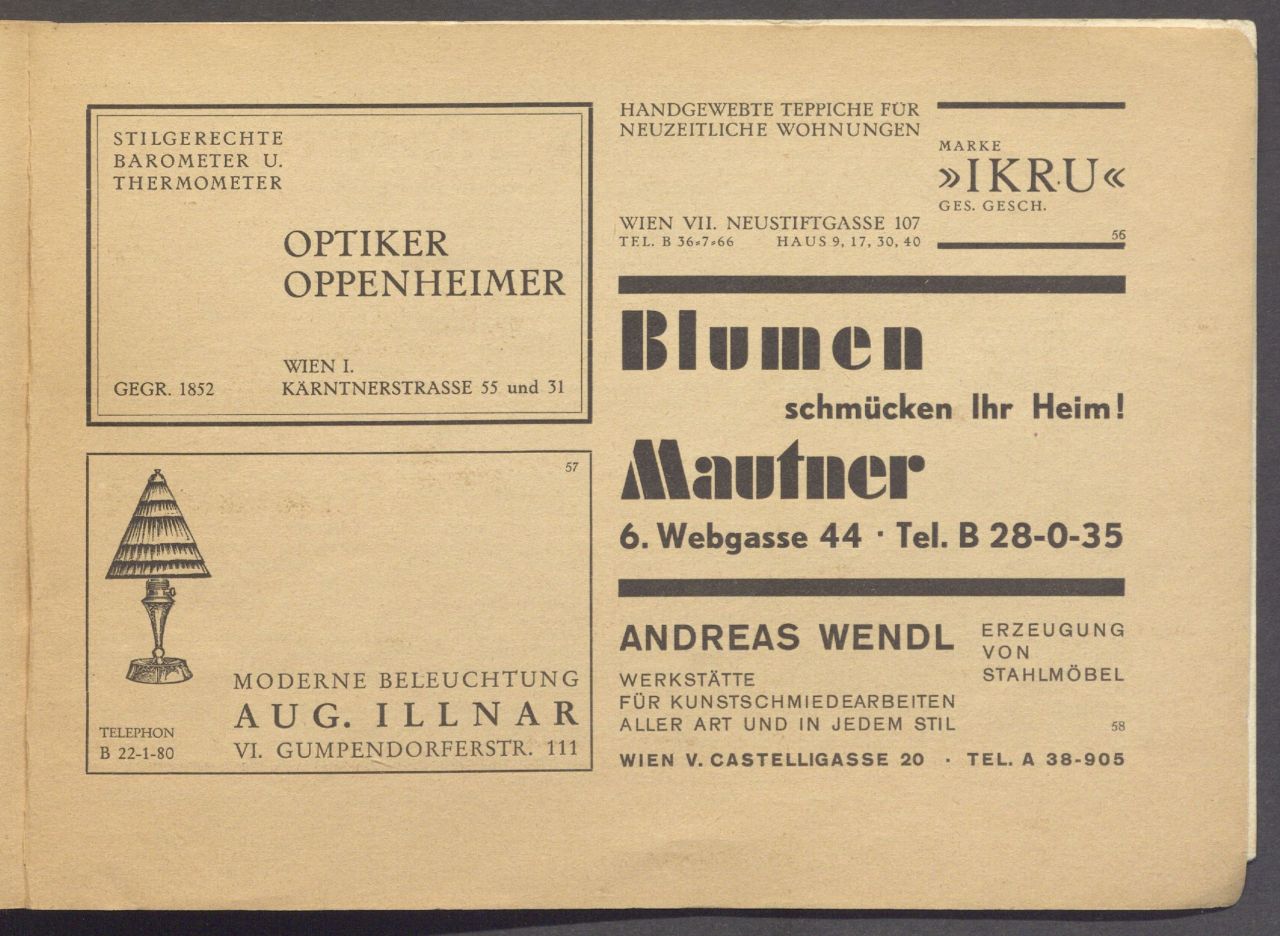 STILGERECHTE
BAROMETER U.
THERMOMETER
OPTIKER
OPPENHEIMER
WIEN I.
GEGR. 1852 KÄRNTNERSTRASSE 55 und 31
57
MODERNE BELEUCHTUNG
AUG. ILLNAR
VI. GUMPENDORFERSTR. 111
TELEPHON
B 22-1-80
HANDGEWEBTE TEPPICHE FÜR
NEUZEITLICHE WOHNUNGEN
WIEN VII. NEUSTIFTGASSE 107
TEL. B 36-7-66 HAUS 9, 17, 30, 40
MARKE
»IKRU«
GES. GESCH.
56
Blumen
schmücken Ihr Heim!
Mautner
6. Webgasse 44 · Tel. B 28-0-35
ANDREAS WENDL
WERKSTÄTTE
FÜR KUNSTSCHMIEDEARBEITEN
ALLER ART UND IN JEDEM STIL
ERZEUGUNG
VON
STAHLMÖBEL
58
WIEN V. CASTELLIGASSE 20 · TEL. A 38-905